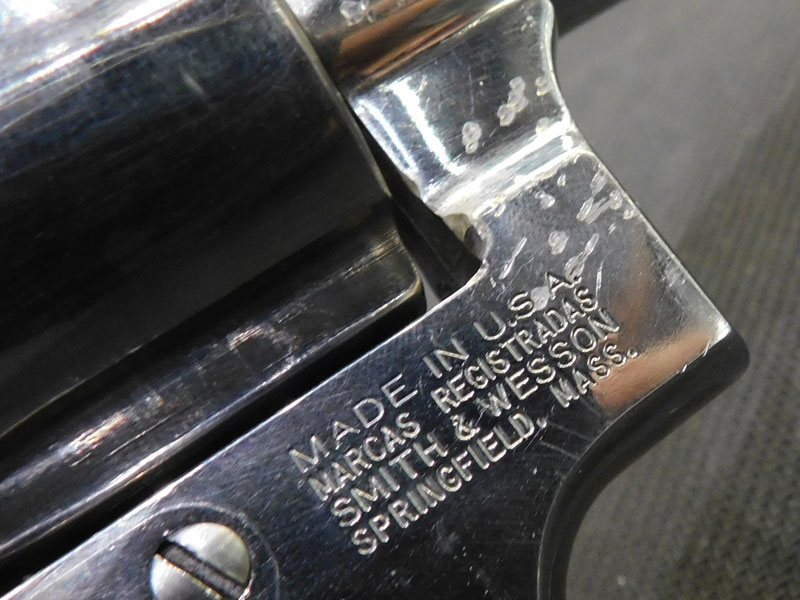 MADE IN U.S.A.
MARCAS REGISTRADAS
SMITH & WESSON
SPRINGFIELD, MASS.